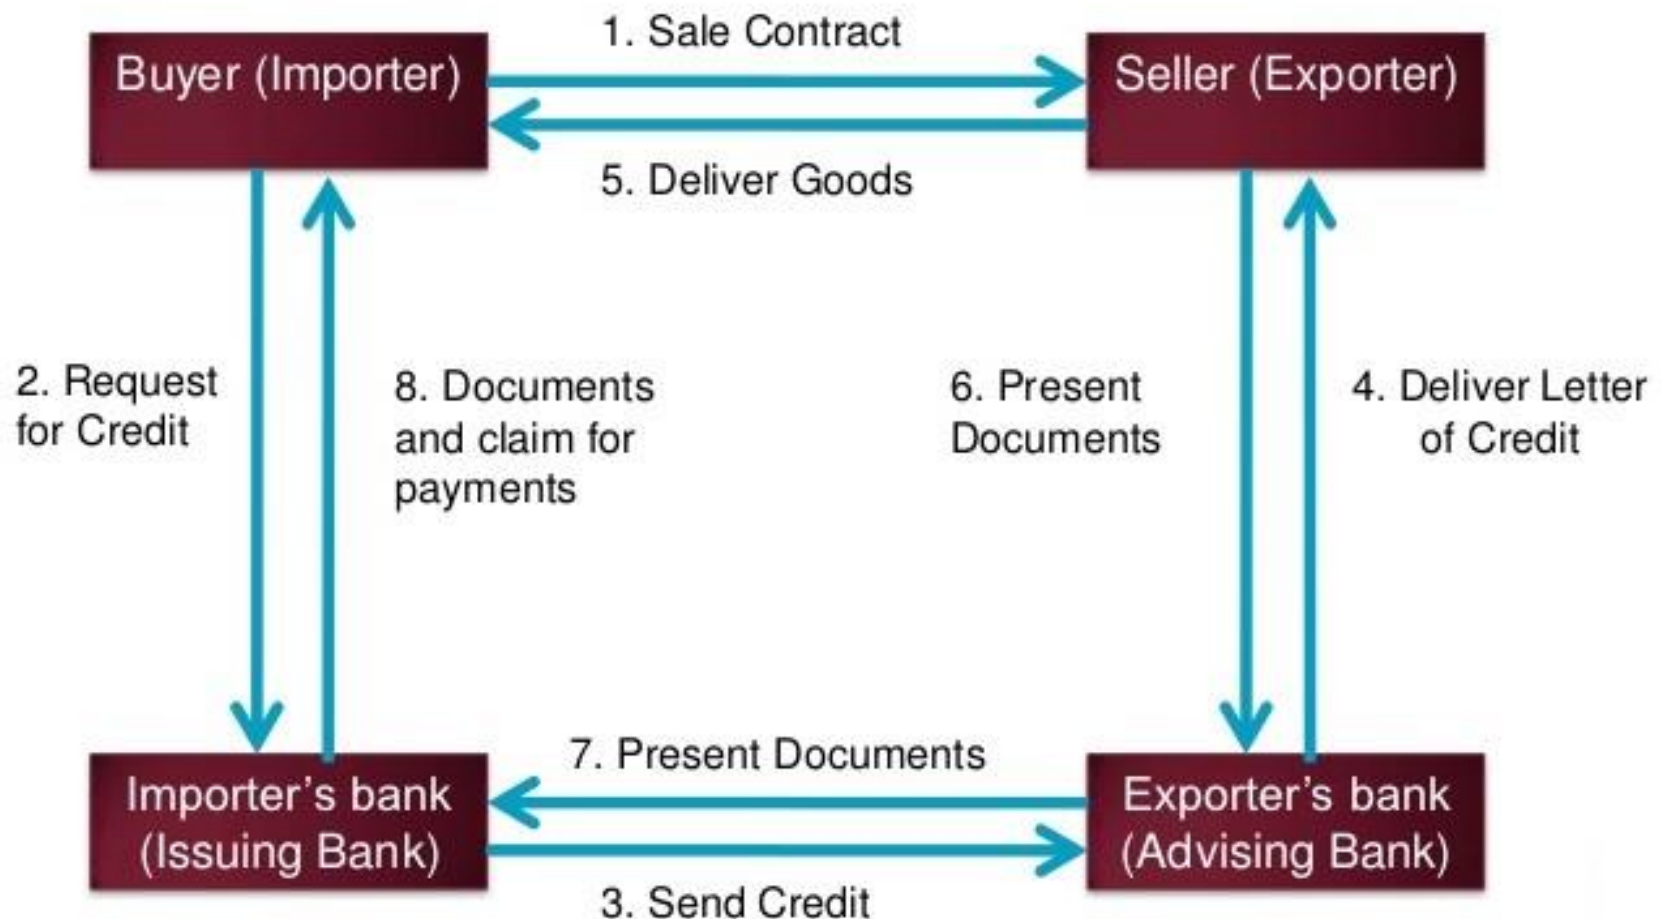 1. Sale Contract
Buyer (Importer)
Seller (Exporter)
5. Deliver Goods
2. Request
for Credit
8. Documents
and claim for
payments
6. Present
Documents
4. Deliver Letter
of Credit
7. Present Documents
Importer’s bank
(Issuing Bank)
Exporter’s bank
(Advising Bank)
3. Send Credit